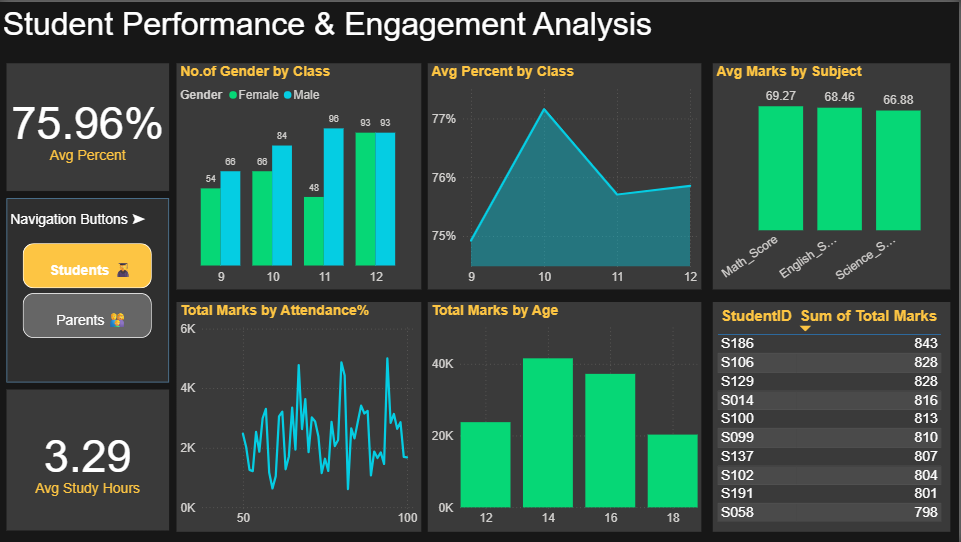 Student Performance & Engagement Analysis
75.96%
Avg Percent
Navigation Buttons ➤
Students
Parents
3.29
Avg Study Hours
No.of Gender by Class
Gender Female Male
54 66 66 84 48 96 93 93
9 10 11 12
Avg Percent by Class
77%
76%
75%
9 10 11 12
Avg Marks by Subject
69.27 68.46 66.88
Math_Score English_S... Science_S...
Total Marks by Attendance%
6K
4K
2K
0K
50 100
Total Marks by Age
40K
20K
0K
12 14 16 18
StudentID Sum of Total Marks
S186 843
S106 828
S129 828
S014 816
S100 813
S099 810
S137 807
S102 804
S191 801
S058 798